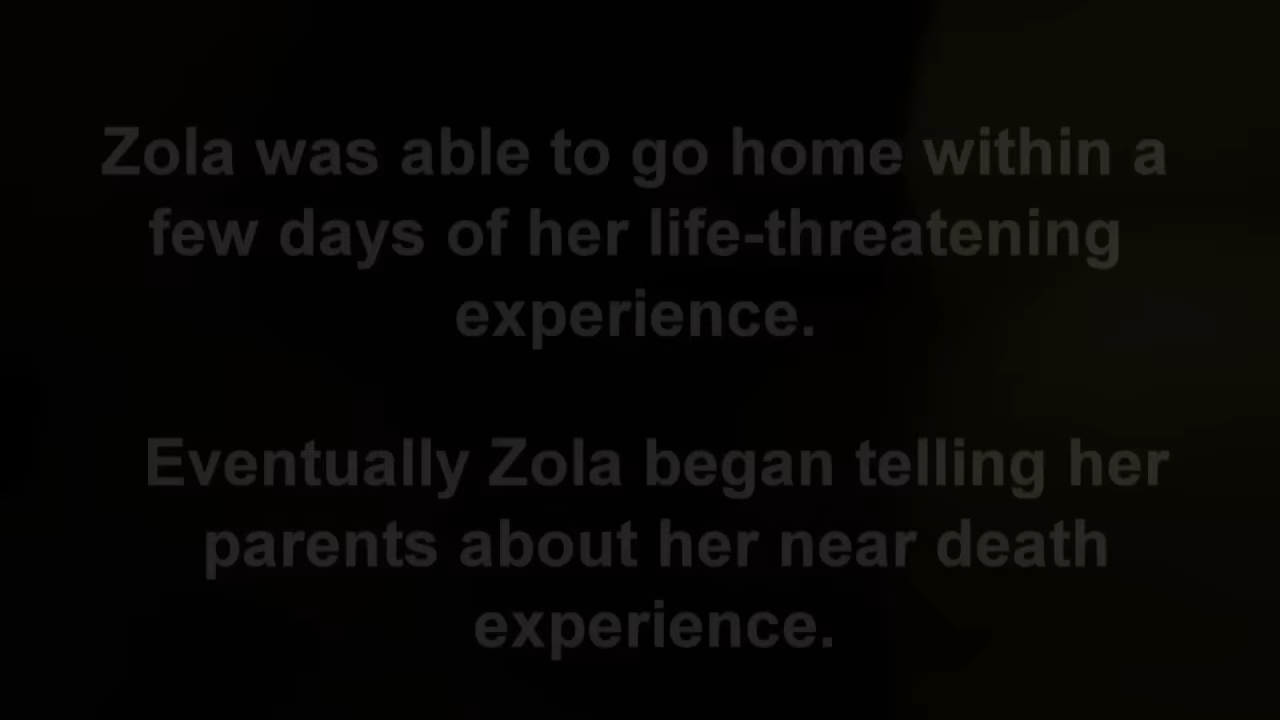 Zola was able to go home within a
few days of her life-threatening
experience.
Eventually Zola began telling her
parents about her near death
experience.